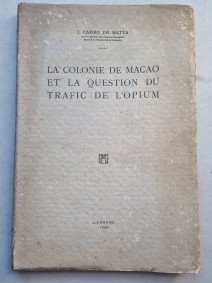 J. CAEIRO DA MATTA
LA COLONIE DE MACAO
ET LA QUESTION DU
TRAFIC DE L'OPIUM
LISBONNE